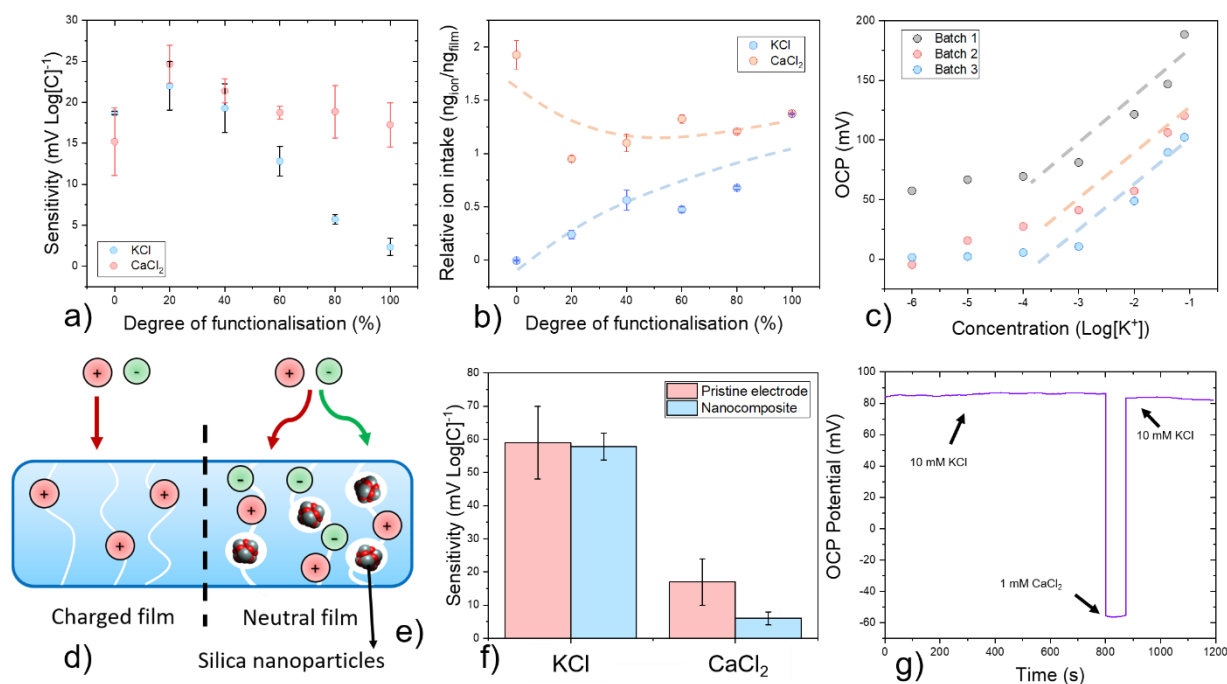 Sensitivity (mV Log[C]⁻¹)
30
25
20
15
10
5
0
KCl
CaCl₂
0 20 40 60 80 100
Degree of functionalisation (%)
a)
Relative ion intake (ng_ion/ng_film)
2
1.5
1
0.5
0
KCl
CaCl₂
0 20 40 60 80 100
Degree of functionalisation (%)
b)
OCP (mV)
200
150
100
50
0
Batch 1
Batch 2
Batch 3
-6 -5 -4 -3 -2 -1
Concentration (Log[K⁺])
c)
+ -
+ -
+ + +
- - + - + +
Charged film
Neutral film
d)
e)
Silica nanoparticles
Sensitivity (mV Log[C]⁻¹)
80
70
60
50
40
30
20
10
0
Pristine electrode
Nanocomposite
KCl
CaCl₂
f)
OCP Potential (mV)
100
80
60
40
20
0
-20
-40
-60
10 mM KCl
10 mM KCl
1 mM CaCl₂
0 200 400 600 800 1000 1200
Time (s)
g)